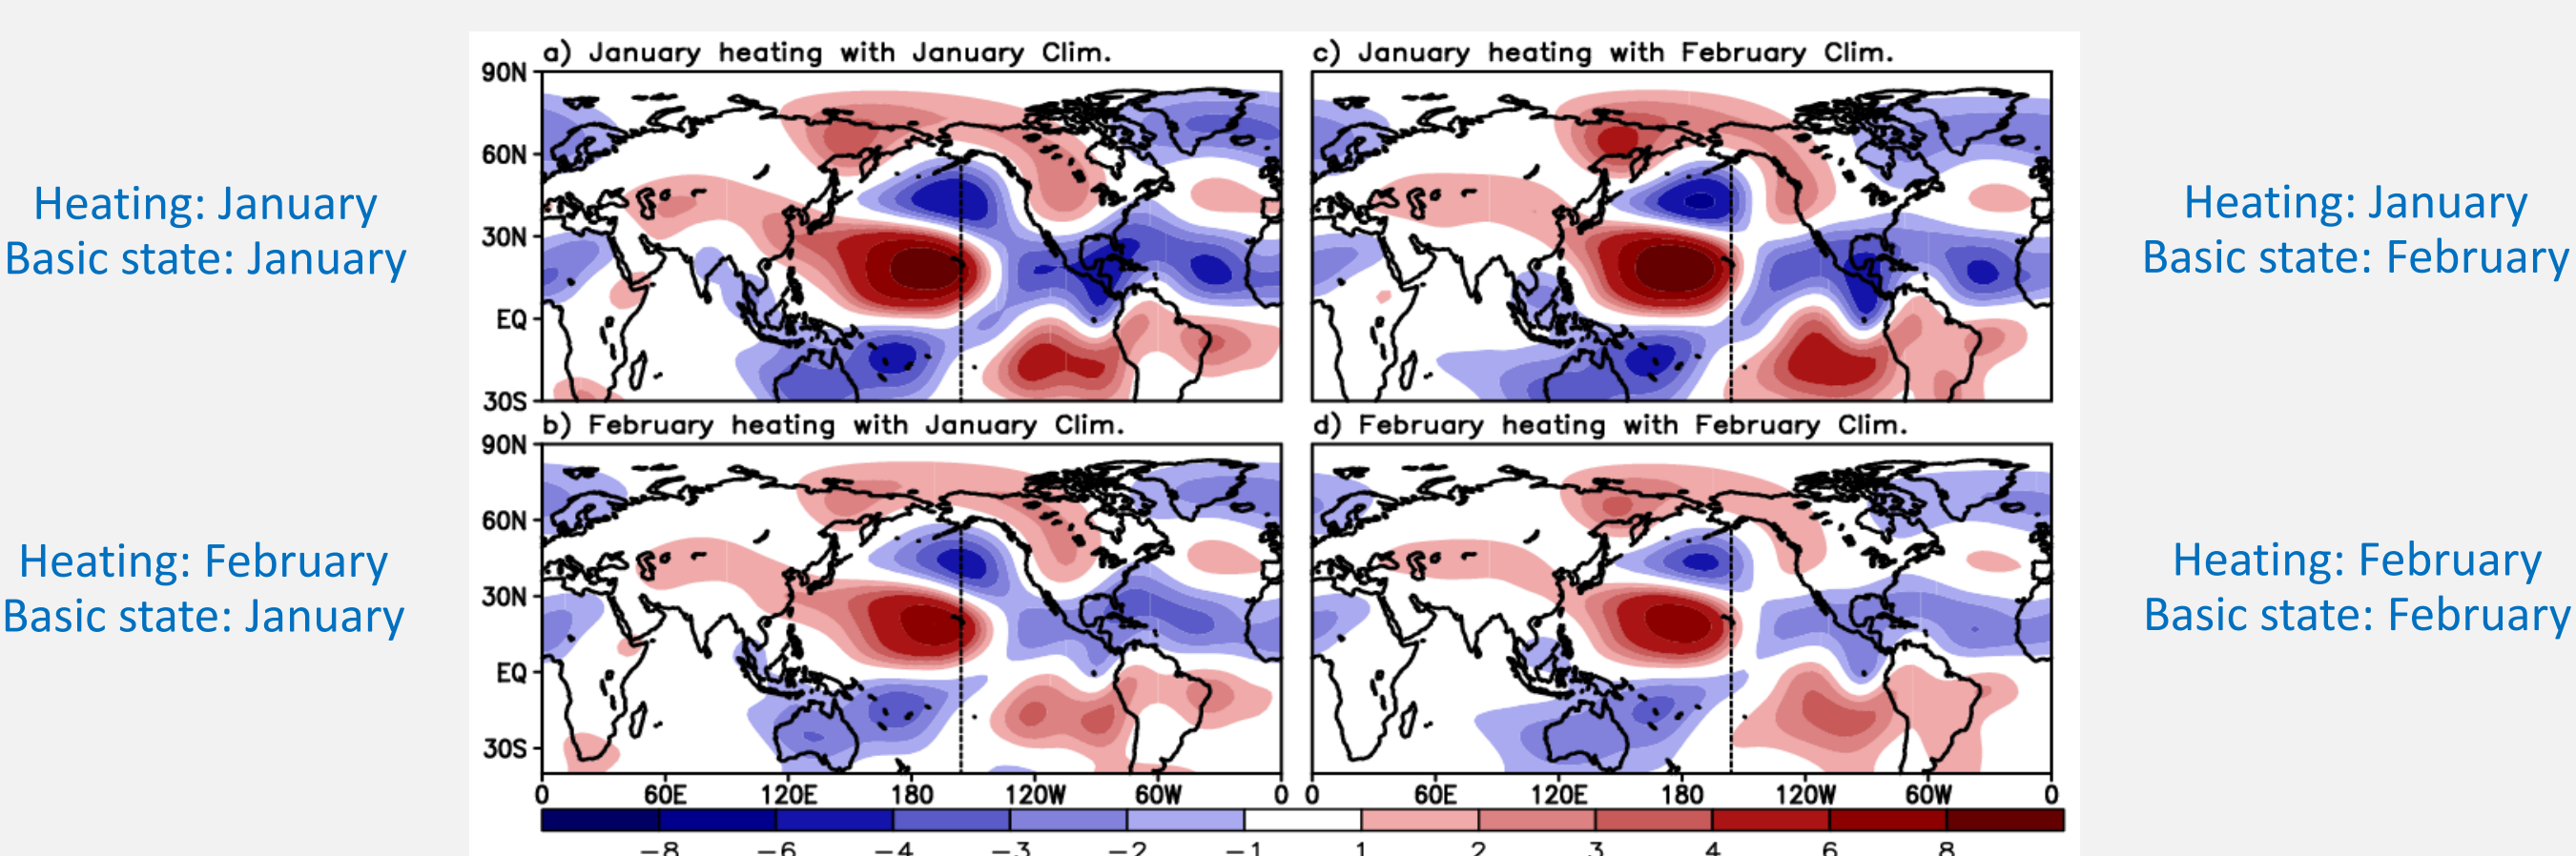 Heating: January
Basic state: January
Heating: February
Basic state: January
a) January heating with January Clim.
90N
60N
30N
EQ
30S
c) January heating with February Clim.
b) February heating with January Clim.
90N
60N
30N
EQ
30S
0 60E 120E 180 120W 60W 0
d) February heating with February Clim.
0 60E 120E 180 120W 60W 0
−8 −6 −4 −3 −2 −1 1 2 3 4 6 8
Heating: January
Basic state: February
Heating: February
Basic state: February